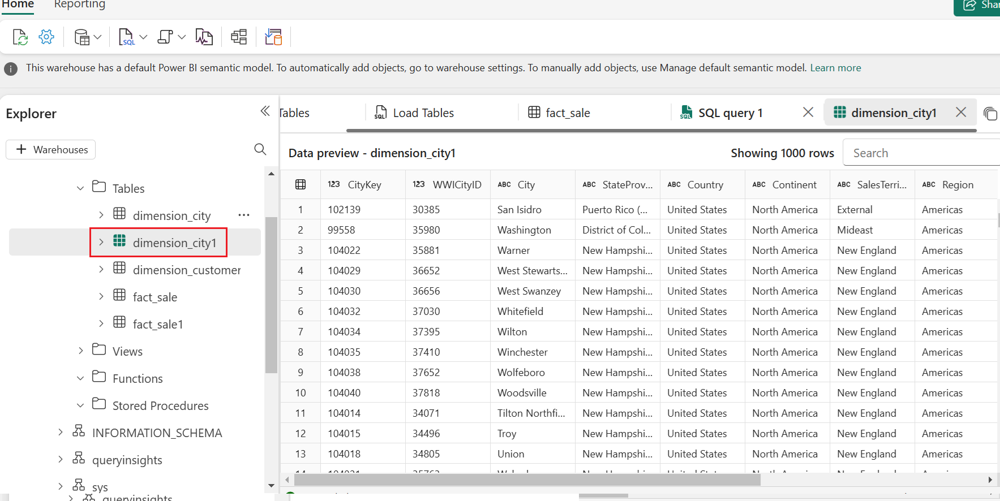 Home Reporting Shar
SQL
This warehouse has a default Power BI semantic model. To automatically add objects, go to warehouse settings. To manually add objects, use Manage default semantic model. Learn more
Explorer
+ Warehouses
Tables
dimension_city ...
dimension_city1
dimension_customer
fact_sale
fact_sale1
Views
Functions
Stored Procedures
INFORMATION_SCHEMA
queryinsights
sys
queryinsights
Tables SQL Load Tables fact_sale SQL SQL query 1 dimension_city1
Data preview - dimension_city1 Showing 1000 rows Search
123 CityKey 123 WWICityID ABC City ABC StateProv... ABC Country ABC Continent ABC SalesTerri... ABC Region
1 102139 30385 San Isidro Puerto Rico (... United States North America External Americas
2 99558 35980 Washington District of Col... United States North America Mideast Americas
3 104022 35881 Warner New Hampshi... United States North America New England Americas
4 104029 36652 West Stewarts... New Hampshi... United States North America New England Americas
5 104030 36656 West Swanzey New Hampshi... United States North America New England Americas
6 104032 37030 Whitefield New Hampshi... United States North America New England Americas
7 104034 37395 Wilton New Hampshi... United States North America New England Americas
8 104035 37410 Winchester New Hampshi... United States North America New England Americas
9 104038 37652 Wolfeboro New Hampshi... United States North America New England Americas
10 104040 37818 Woodsville New Hampshi... United States North America New England Americas
11 104014 34071 Tilton Northfi... New Hampshi... United States North America New England Americas
12 104015 34496 Troy New Hampshi... United States North America New England Americas
13 104018 34805 Union New Hampshi... United States North America New England Americas